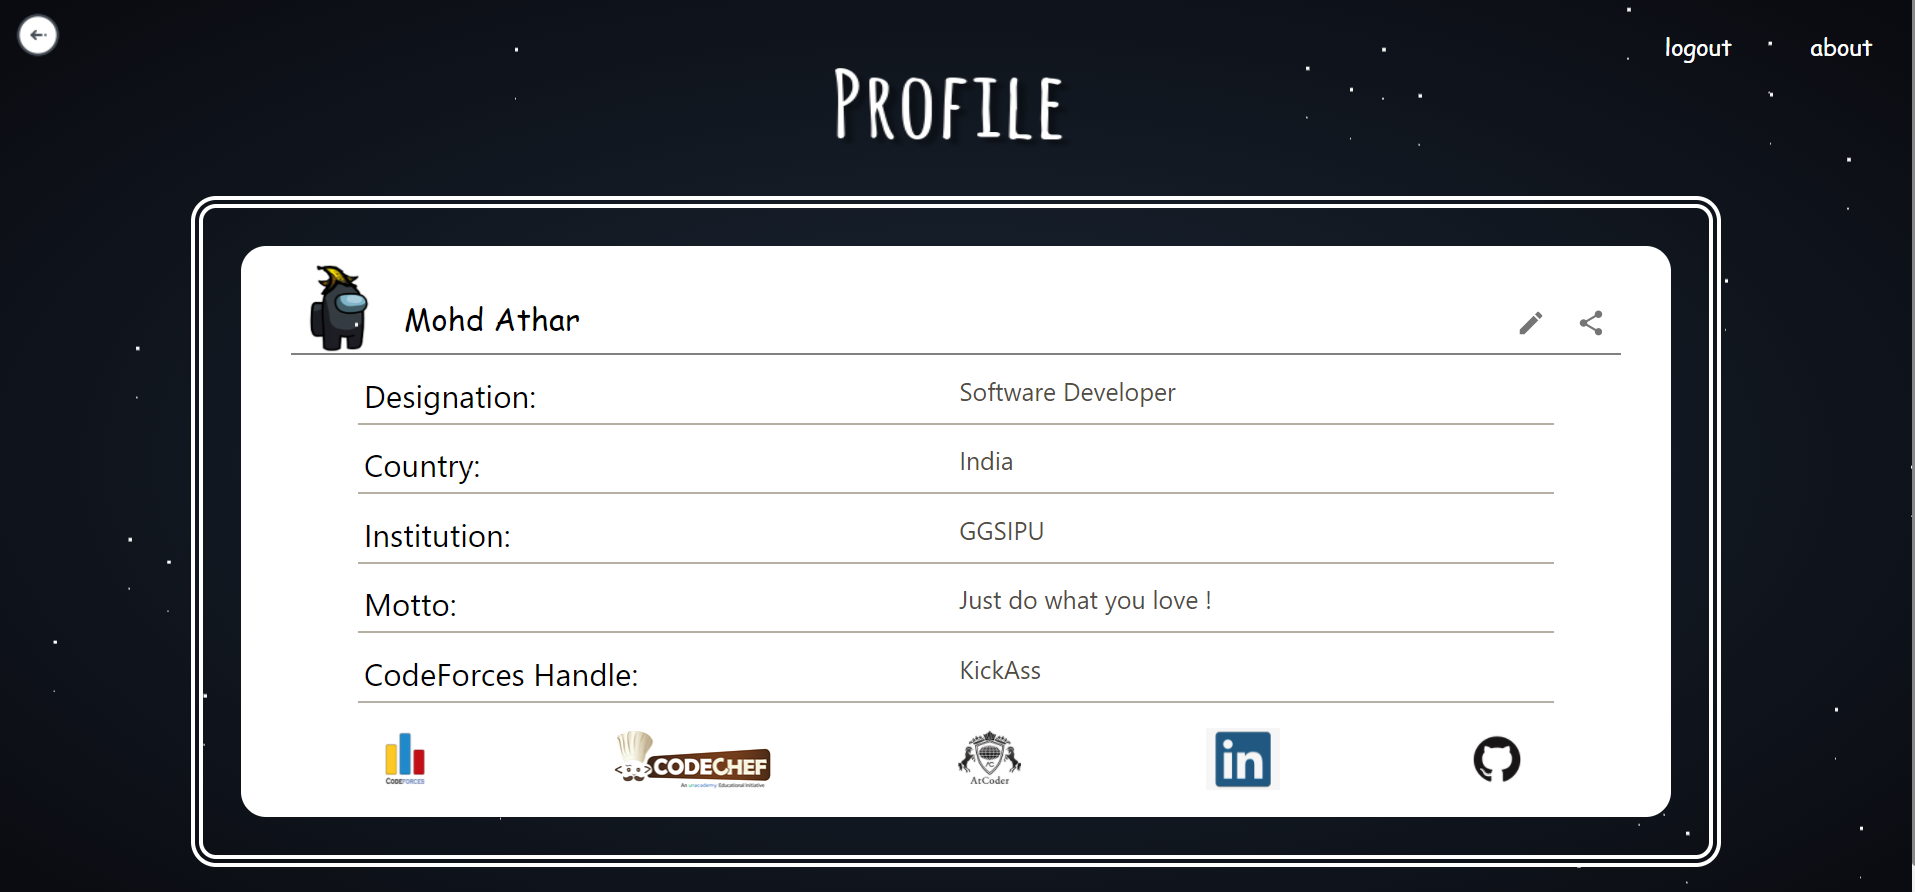 logout about
Profile
Mohd Athar
Designation: Software Developer
Country: India
Institution: GGSIPU
Motto: Just do what you love !
CodeForces Handle: KickAss
CODEFORCES CODECHEF AtCoder in
An unacademy Educational Initiative